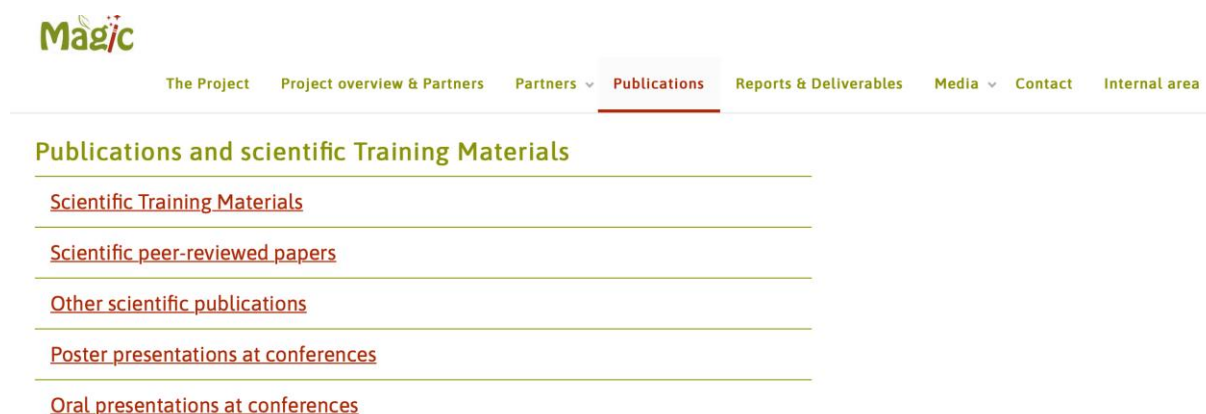 Magic
The Project Project overview & Partners Partners Publications Reports & Deliverables Media Contact Internal area
Publications and scientific Training Materials
Scientific Training Materials
Scientific peer-reviewed papers
Other scientific publications
Poster presentations at conferences
Oral presentations at conferences